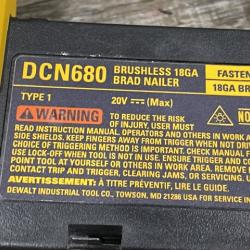 DCN680 BRUSHLESS 18GA FASTEN
BRAD NAILER 18GA BR
TYPE 1 20V ⎓ (Max)
WARNING TO REDUCE THE RISK NO
OF INJURY, USER MUST
READ INSTRUCTION MANUAL, OPERATORS AND OTHERS IN WORK
SHIELDS. KEEP FINGERS AWAY FROM TRIGGER WHEN NOT DRIVI
CHOICE OF TRIGGERING METHOD IS IMPORTANT. CHECK MANUAL F
USE LOCK-OFF WHEN TOOL IS NOT IN USE. ENSURE TRIGGER AND
POINT TOOL AT YOURSELF OR OTHERS IN WORK AREA. REMOVE
CONTACT TRIP AND TRIGGER, CLEARING JAMS, OR SERVICING. U
AVERTISSEMENT: À TITRE PRÉVENTIF, LIRE LE GUIDE.
DEWALT INDUSTRIAL TOOL CO., TOWSON, MD 21286 USA FOR SERVICE I